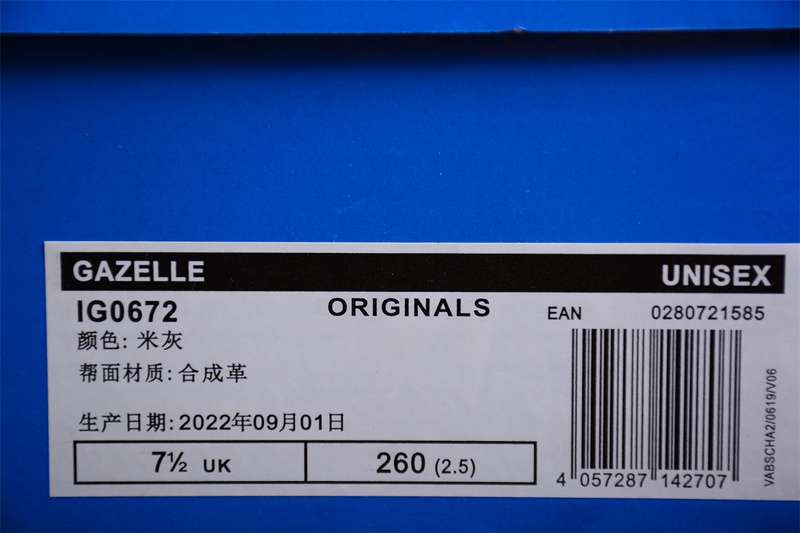 GAZELLE UNISEX
IG0672 ORIGINALS EAN 0280721585
颜色: 米灰
帮面材质: 合成革
生产日期: 2022年09月01日
7½ UK 260 (2.5)
4 057287 142707
VABSCHA2/0619/V06